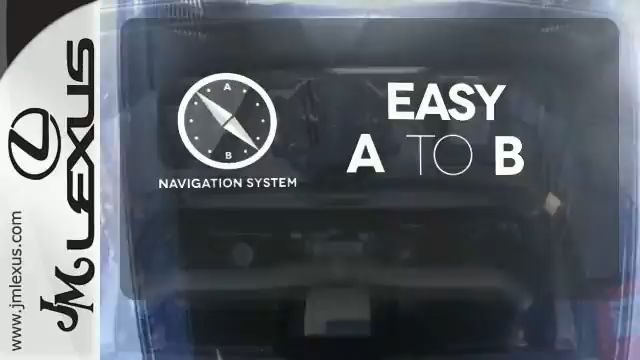 www.jmlexus.com
JM LEXUS
A
B
NAVIGATION SYSTEM
EASY
A TO B